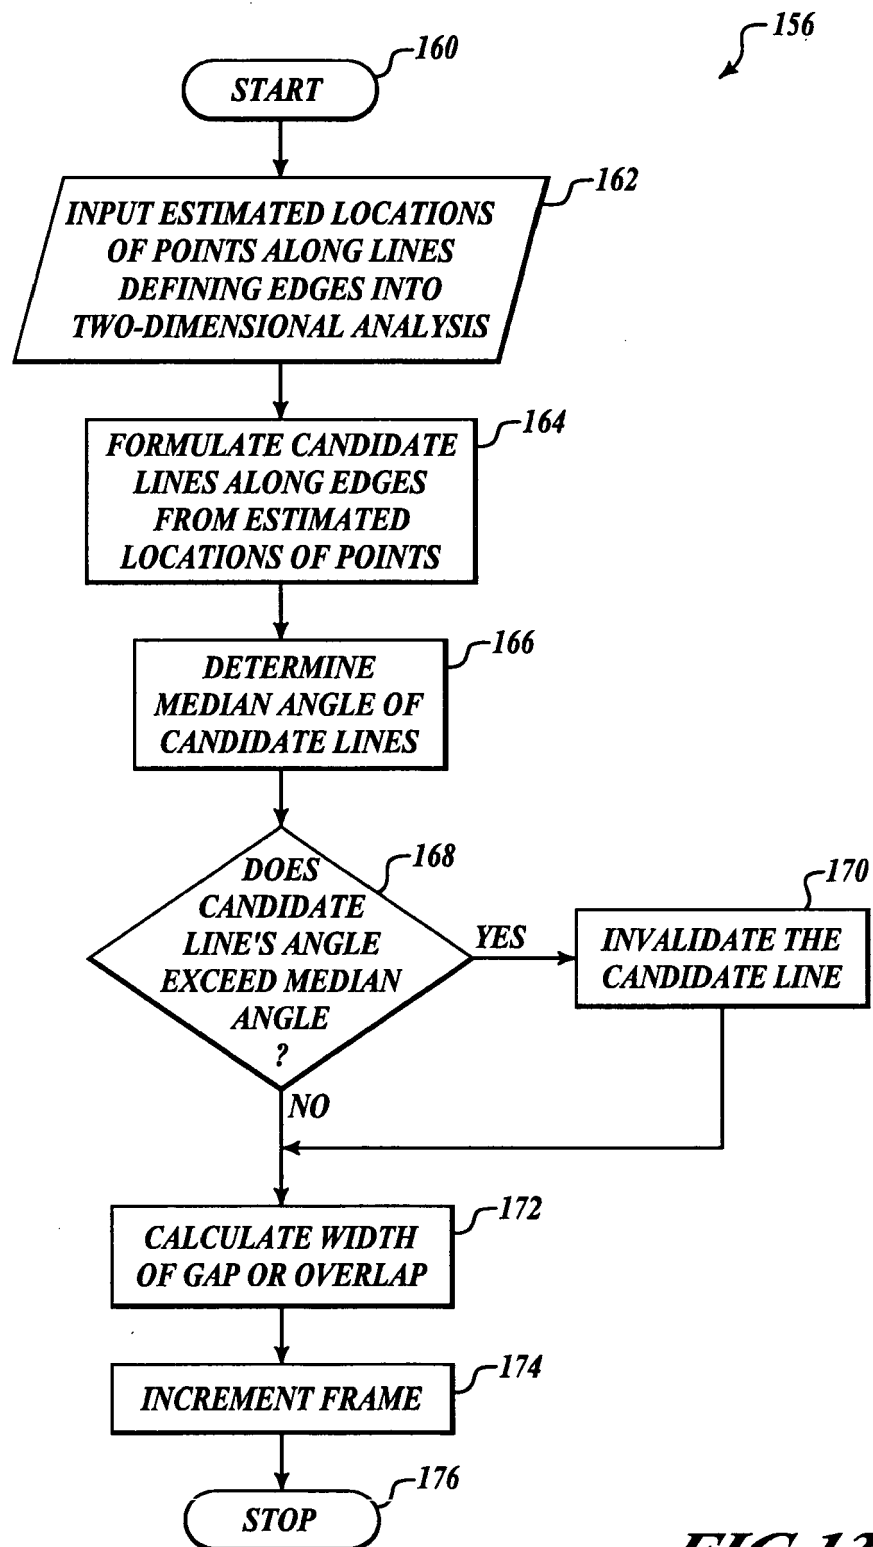 156
160
START
162
INPUT ESTIMATED LOCATIONS
OF POINTS ALONG LINES
DEFINING EDGES INTO
TWO-DIMENSIONAL ANALYSIS
164
FORMULATE CANDIDATE
LINES ALONG EDGES
FROM ESTIMATED
LOCATIONS OF POINTS
166
DETERMINE
MEDIAN ANGLE OF
CANDIDATE LINES
168
DOES
CANDIDATE
LINE'S ANGLE
EXCEED MEDIAN
ANGLE
?
YES
170
INVALIDATE THE
CANDIDATE LINE
NO
172
CALCULATE WIDTH
OF GAP OR OVERLAP
174
INCREMENT FRAME
176
STOP